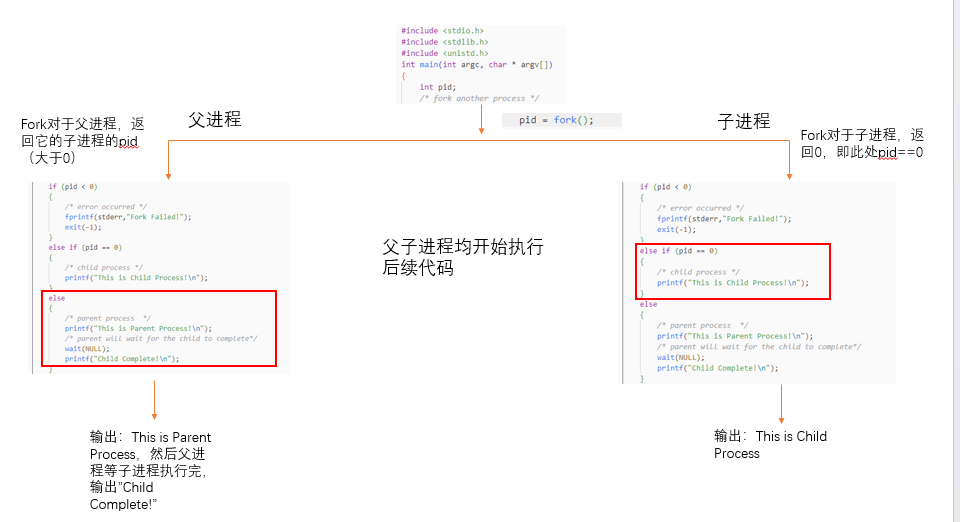 #include <stdio.h>
#include <stdlib.h>
#include <unistd.h>
int main(int argc, char * argv[])
{
int pid;
/* fork another process */
pid = fork();
父进程
子进程
Fork对于父进程，返
回它的子进程的pid
（大于0）
Fork对于子进程，返
回0，即此处pid==0
if (pid < 0)
{
/* error occurred */
fprintf(stderr,"Fork Failed!");
exit(-1);
}
else if (pid == 0)
{
/* child process */
printf("This is Child Process!\n");
}
else
{
/* parent process  */
printf("This is Parent Process!\n");
/* parent will wait for the child to complete*/
wait(NULL);
printf("Child Complete!\n");
}
父子进程均开始执行
后续代码
if (pid < 0)
{
/* error occurred */
fprintf(stderr,"Fork Failed!");
exit(-1);
}
else if (pid == 0)
{
/* child process */
printf("This is Child Process!\n");
}
else
{
/* parent process  */
printf("This is Parent Process!\n");
/* parent will wait for the child to complete*/
wait(NULL);
printf("Child Complete!\n");
}
输出：This is Parent
Process，然后父进
程等子进程执行完，
输出"Child
Complete!"
输出：This is Child
Process